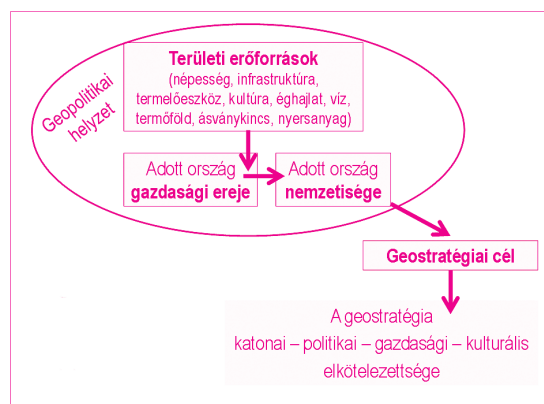 Geopolitikai
helyzet
Területi erőforrások
(népesség, infrastruktúra,
termelőeszköz, kultúra, éghajlat, víz,
termőföld, ásványkincs, nyersanyag)
Adott ország
gazdasági ereje
Adott ország
nemzetisége
Geostratégiai cél
A geostratégia
katonai – politikai – gazdasági – kulturális
elkötelezettsége